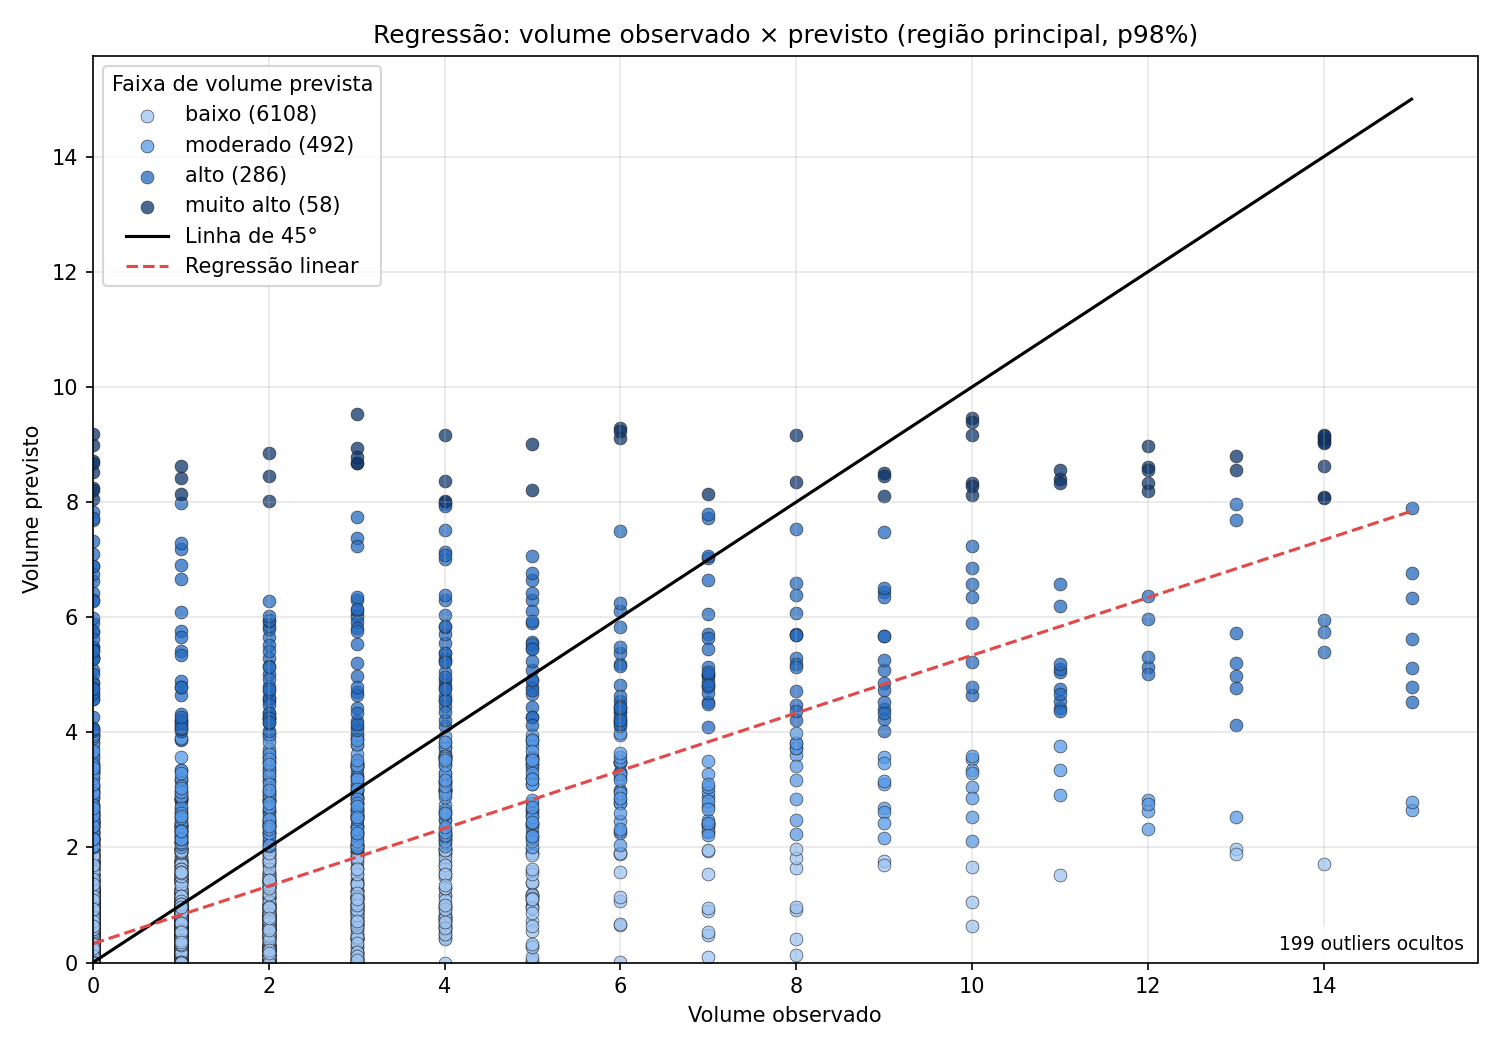 Regressão: volume observado × previsto (região principal, p98%)
Faixa de volume prevista
baixo (6108)
moderado (492)
alto (286)
muito alto (58)
Linha de 45°
Regressão linear
Volume previsto
14
12
10
8
6
4
2
0
199 outliers ocultos
0 2 4 6 8 10 12 14
Volume observado